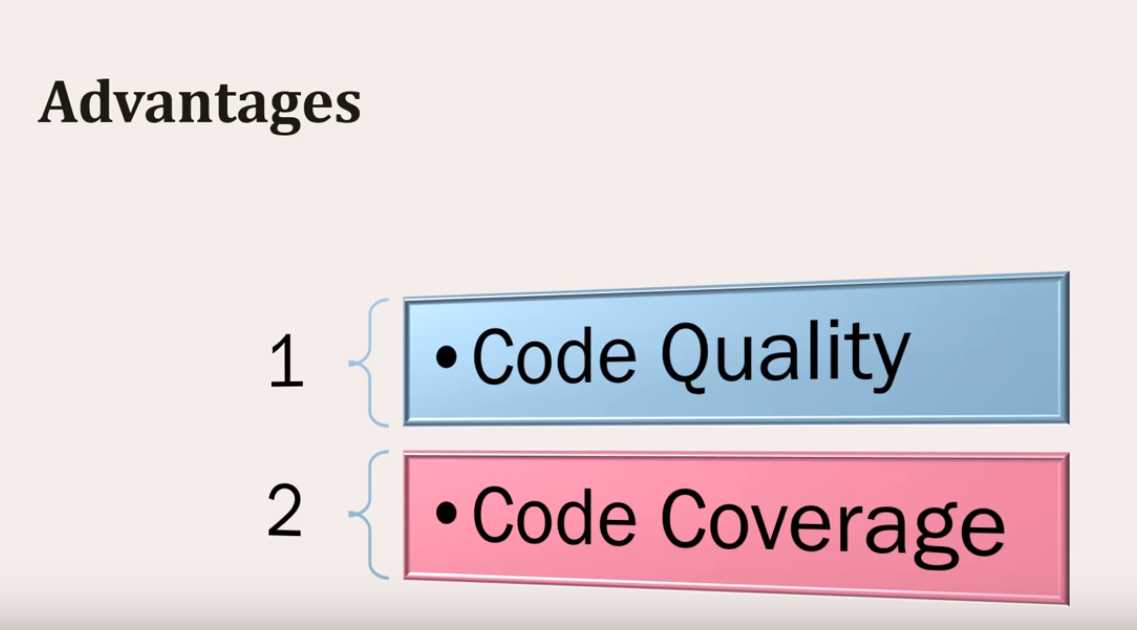 Advantages
1
• Code Quality
2
• Code Coverage